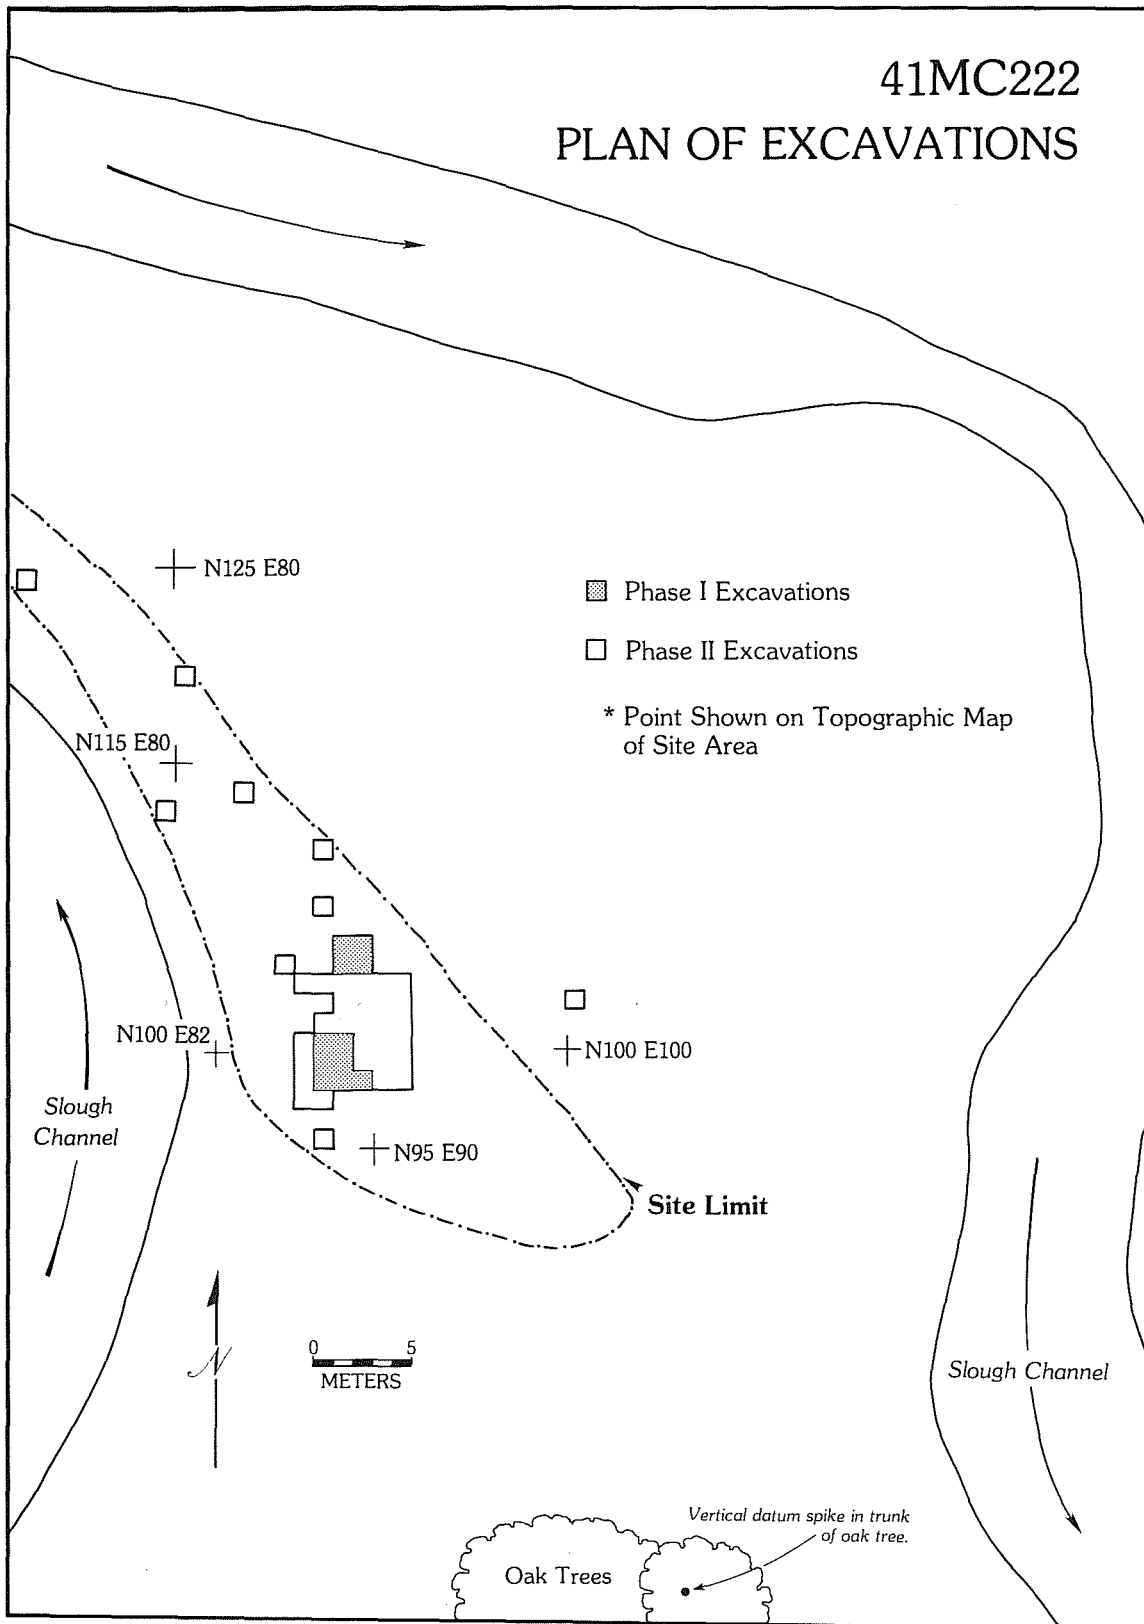 41MC222
PLAN OF EXCAVATIONS
N125 E80
Phase I Excavations
Phase II Excavations
* Point Shown on Topographic Map
of Site Area
N115 E80
N100 E82
N100 E100
Slough
Channel
N95 E90
Site Limit
N
0 5
METERS
Slough Channel
Vertical datum spike in trunk
of oak tree.
Oak Trees